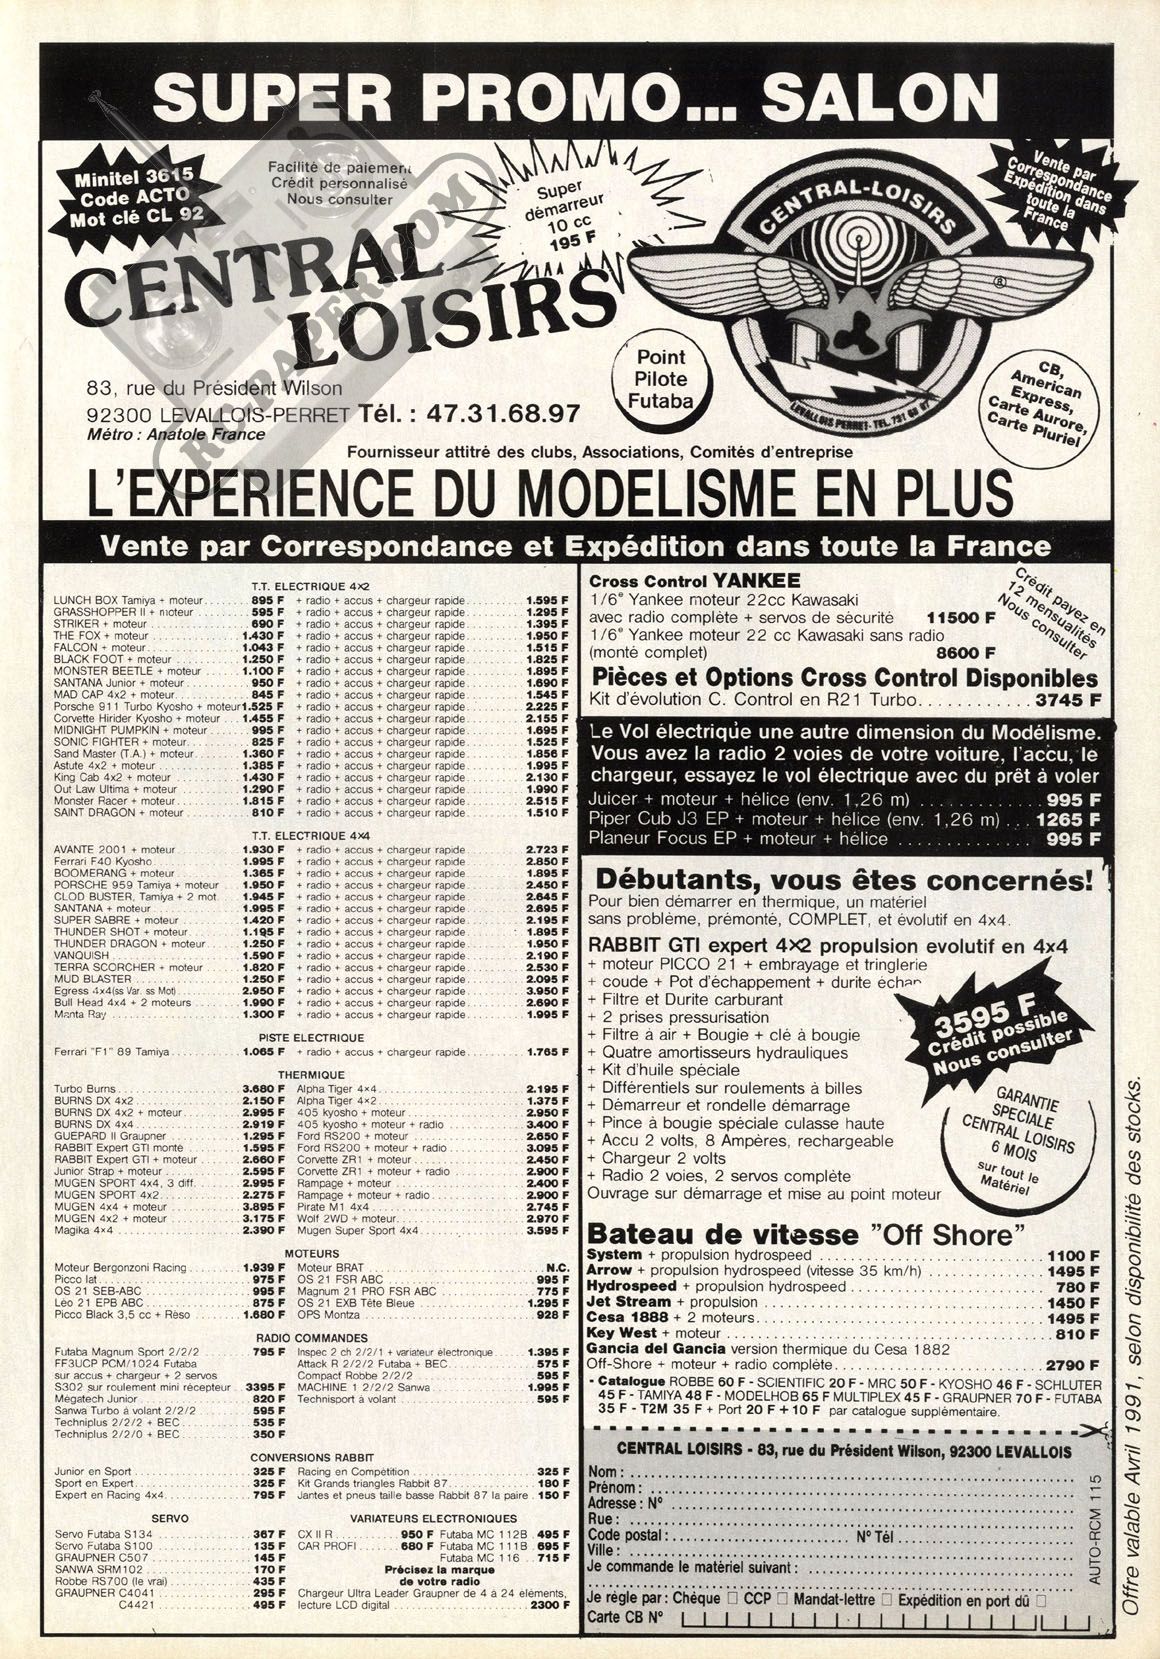 SUPER PROMO... SALON
Minitel 3615
Code ACTO
Mot clé CL 92
Facilité de paiement
Crédit personnalisé
Nous consulter
Super
démarreur
10 cc
195 F
Vente par
Correspondance
Expédition dans
toute la
France
CENTRAL
LOISIRS
CENTRAL-LOISIRS
®
LEVALLOIS PERRET - TEL. 731 68 97
RC-PAPER.COM
83, rue du Président Wilson
92300 LEVALLOIS-PERRET Tél. : 47.31.68.97
Métro : Anatole France
Point
Pilote
Futaba
CB,
American
Express,
Carte Aurore,
Carte Pluriel
Fournisseur attitré des clubs, Associations, Comités d'entreprise
L'EXPERIENCE DU MODELISME EN PLUS
Vente par Correspondance et Expédition dans toute la France
T.T. ELECTRIQUE 4x2
LUNCH BOX Tamiya + moteur 895 F + radio + accus + chargeur rapide 1.595 F
GRASSHOPPER II + moteur 595 F + radio + accus + chargeur rapide 1.295 F
STRIKER + moteur 690 F + radio + accus + chargeur rapide 1.395 F
THE FOX + moteur 1.430 F + radio + accus + chargeur rapide 1.950 F
FALCON + moteur 1.043 F + radio + accus + chargeur rapide 1.515 F
BLACK FOOT + moteur 1.250 F + radio + accus + chargeur rapide 1.825 F
MONSTER BEETLE + moteur 1.100 F + radio + accus + chargeur rapide 1.895 F
SANTANA Junior + moteur 950 F + radio + accus + chargeur rapide 1.690 F
MAD CAP 4x2 + moteur 845 F + radio + accus + chargeur rapide 1.545 F
Porsche 911 Turbo Kyosho + moteur 1.525 F + radio + accus + chargeur rapide 2.225 F
Corvette Hirider Kyosho + moteur 1.455 F + radio + accus + chargeur rapide 2.155 F
MIDNIGHT PUMPKIN + moteur 995 F + radio + accus + chargeur rapide 1.695 F
SONIC FIGHTER + moteur 825 F + radio + accus + chargeur rapide 1.525 F
Sand Master (T.A.) + moteur 1.360 F + radio + accus + chargeur rapide 1.856 F
Astute 4x2 + moteur 1.385 F + radio + accus + chargeur rapide 1.995 F
King Cab 4x2 + moteur 1.430 F + radio + accus + chargeur rapide 2.130 F
Out Law Ultima + moteur 1.290 F + radio + accus + chargeur rapide 1.990 F
Monster Racer + moteur 1.815 F + radio + accus + chargeur rapide 2.515 F
SAINT DRAGON + moteur 810 F + radio + accus + chargeur rapide 1.510 F
T.T. ELECTRIQUE 4x4
AVANTE 2001 + moteur 1.930 F + radio + accus + chargeur rapide 2.723 F
Ferrari F40 Kyosho 1.995 F + radio + accus + chargeur rapide 2.850 F
BOOMERANG + moteur 1.365 F + radio + accus + chargeur rapide 1.895 F
PORSCHE 959 Tamiya + moteur 1.950 F + radio + accus + chargeur rapide 2.450 F
CLOD BUSTER, Tamiya + 2 mot 1.945 F + radio + accus + chargeur rapide 2.645 F
SANTANA + moteur 1.995 F + radio + accus + chargeur rapide 2.695 F
SUPER SABRE + moteur 1.420 F + radio + accus + chargeur rapide 2.195 F
THUNDER SHOT + moteur 1.195 F + radio + accus + chargeur rapide 1.895 F
THUNDER DRAGON + moteur 1.250 F + radio + accus + chargeur rapide 1.950 F
VANQUISH 1.590 F + radio + accus + chargeur rapide 2.190 F
TERRA SCORCHER + moteur 1.820 F + radio + accus + chargeur rapide 2.530 F
MUD BLASTER 1.250 F + radio + accus + chargeur rapide 2.095 F
Egress 4x4(ss Var. ss Mot) 2.950 F + radio + accus + chargeur rapide 3.950 F
Bull Head 4x4 + 2 moteurs 1.990 F + radio + accus + chargeur rapide 2.690 F
Manta Ray 1.300 F + radio + accus + chargeur rapide 1.995 F
PISTE ELECTRIQUE
Ferrari "F1" 89 Tamiya 1.065 F + radio + accus + chargeur rapide 1.765 F
THERMIQUE
Turbo Burns 3.680 F Alpha Tiger 4x4 2.195 F
BURNS DX 4x2 2.150 F Alpha Tiger 4x2 1.375 F
BURNS DX 4x2 + moteur 2.995 F 405 kyosho + moteur 2.950 F
BURNS DX 4x4 2.919 F 405 kyosho + moteur + radio 3.400 F
GUEPARD II Graupner 1.295 F Ford RS200 + moteur 2.650 F
RABBIT Expert GTI monté 1.595 F Ford RS200 + moteur + radio 3.095 F
RABBIT Expert GTI + moteur 2.660 F Corvette ZR1 + moteur 2.450 F
Junior Strap + moteur 2.595 F Corvette ZR1 + moteur + radio 2.900 F
MUGEN SPORT 4x4, 3 diff. 2.995 F Rampage + moteur 2.400 F
MUGEN SPORT 4x2 2.275 F Rampage + moteur + radio 2.900 F
MUGEN 4x4 + moteur 3.895 F Pirate M1 4x4 2.745 F
MUGEN 4x2 + moteur 3.175 F Wolf 2WD + moteur 2.970 F
Magika 4x4 2.390 F Mugen Super Sport 4x4 3.595 F
MOTEURS
Moteur Bergonzoni Racing 1.939 F Moteur BRAT N.C.
Picco lat 975 F OS 21 FSR ABC 995 F
OS 21 SEB-ABC 995 F Magnum 21 PRO FSR ABC 775 F
Léo 21 EPB ABC 875 F OS 21 EXB Tête Bleue 1.295 F
Picco Black 3,5 cc + Réso 1.680 F OPS Montza 928 F
RADIO COMMANDES
Futaba Magnum Sport 2/2/2 795 F Inspec 2 ch 2/2/1 + variateur électronique 1.395 F
FF3UCP PCM/1024 Futaba Attack R 2/2/2 Futaba + BEC 575 F
sur accus + chargeur + 2 servos Compact Robbe 2/2/2 595 F
S302 sur roulement mini récepteur 3395 F MACHINE 1 2/2/2 Sanwa 1.995 F
Mégatech Junior 820 F Technisport à volant 595 F
Sanwa Turbo à volant 2/2/2 595 F
Techniplus 2/2/2 + BEC 535 F
Techniplus 2/2/0 + BEC 350 F
CONVERSIONS RABBIT
Junior en Sport 325 F Racing en Compétition 325 F
Sport en Expert 325 F Kit Grands triangles Rabbit 87 180 F
Expert en Racing 4x4 795 F Jantes et pneus taille basse Rabbit 87 la paire 150 F
SERVO
Servo Futaba S134 367 F
Servo Futaba S100 135 F
GRAUPNER C507 145 F
SANWA SRM102 170 F
Robbe RS700 (le vrai) 435 F
GRAUPNER C4041 295 F
C4421 495 F
VARIATEURS ELECTRONIQUES
CX II R 950 F Futaba MC 112B 495 F
CAR PROFI 680 F Futaba MC 111B 695 F
Futaba MC 116 715 F
Précisez la marque
de votre radio
Chargeur Ultra Leader Graupner de 4 à 24 éléments,
lecture LCD digital 2300 F
Cross Control YANKEE
1/6e Yankee moteur 22cc Kawasaki
avec radio complète + servos de sécurité 11500 F
1/6e Yankee moteur 22 cc Kawasaki sans radio
(monté complet) 8600 F
Crédit payez en
12 mensualités
Nous consulter
Pièces et Options Cross Control Disponibles
Kit d'évolution C. Control en R21 Turbo 3745 F
Le Vol électrique une autre dimension du Modélisme.
Vous avez la radio 2 voies de votre voiture, l'accu, le
chargeur, essayez le vol électrique avec du prêt à voler
Juicer + moteur + hélice (env. 1,26 m) 995 F
Piper Cub J3 EP + moteur + hélice (env. 1,26 m) 1265 F
Planeur Focus EP + moteur + hélice 995 F
Débutants, vous êtes concernés!
Pour bien démarrer en thermique, un matériel
sans problème, prémonté, COMPLET, et évolutif en 4x4.
RABBIT GTI expert 4x2 propulsion evolutif en 4x4
+ moteur PICCO 21 + embrayage et tringlerie
+ coude + Pot d'échappement + durite échap
+ Filtre et Durite carburant
+ 2 prises pressurisation
+ Filtre à air + Bougie + clé à bougie
+ Quatre amortisseurs hydrauliques
+ Kit d'huile spéciale
+ Différentiels sur roulements à billes
+ Démarreur et rondelle démarrage
+ Pince à bougie spéciale culasse haute
+ Accu 2 volts, 8 Ampères, rechargeable
+ Chargeur 2 volts
+ Radio 2 voies, 2 servos complète
Ouvrage sur démarrage et mise au point moteur
3595 F
Crédit possible
Nous consulter
GARANTIE
SPECIALE
CENTRAL LOISIRS
6 MOIS
sur tout le
Matériel
Bateau de vitesse "Off Shore"
System + propulsion hydrospeed 1100 F
Arrow + propulsion hydrospeed (vitesse 35 km/h) 1495 F
Hydrospeed + propulsion hydrospeed 780 F
Jet Stream + propulsion 1450 F
Cesa 1888 + 2 moteurs 1495 F
Key West + moteur 810 F
Gancia del Gancia version thermique du Cesa 1882
Off-Shore + moteur + radio complète 2790 F
- Catalogue ROBBE 60 F - SCIENTIFIC 20 F - MRC 50 F - KYOSHO 46 F - SCHLUTER
45 F - TAMIYA 48 F - MODELHOB 65 F MULTIPLEX 45 F - GRAUPNER 70 F - FUTABA
35 F - T2M 35 F + Port 20 F + 10 F par catalogue supplémentaire.
CENTRAL LOISIRS - 83, rue du Président Wilson, 92300 LEVALLOIS
Nom :
Prénom :
Adresse : N°
Rue :
Code postal : N° Tél
Ville :
Je commande le matériel suivant :
Je règle par : Chèque □ CCP □ Mandat-lettre □ Expédition en port dû □
Carte CB N°
AUTO-RCM 115
Offre valable Avril 1991, selon disponibilité des stocks.